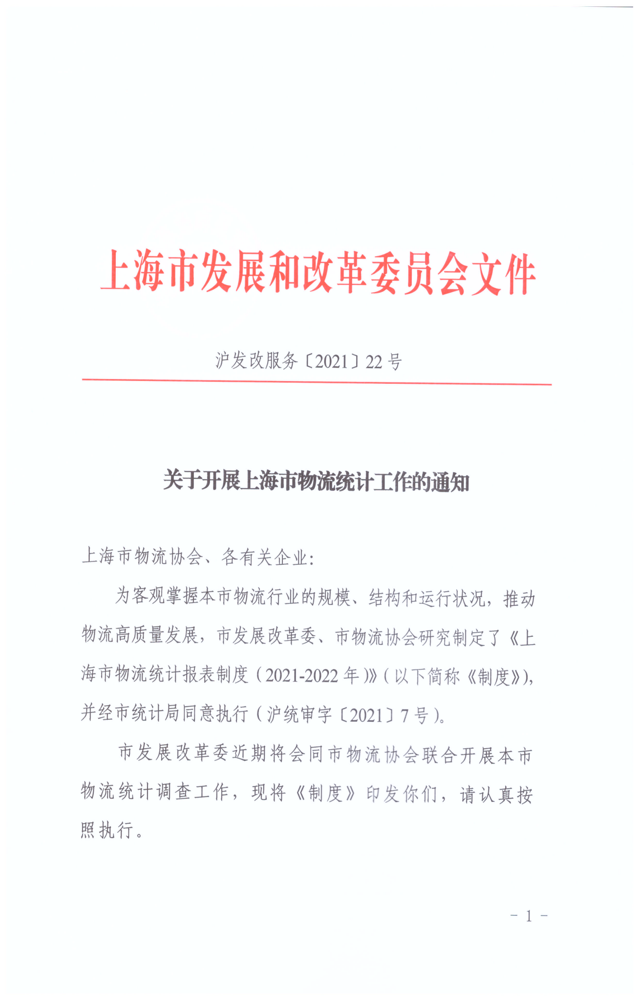 上海市发展和改革委员会文件
沪发改服务〔2021〕22号
关于开展上海市物流统计工作的通知
上海市物流协会、各有关企业：
为客观掌握本市物流行业的规模、结构和运行状况，推动
物流高质量发展，市发展改革委、市物流协会研究制定了《上
海市物流统计报表制度（2021-2022年）》（以下简称《制度》），
并经市统计局同意执行（沪统审字〔2021〕7号）。
市发展改革委近期将会同市物流协会联合开展本市
物流统计调查工作，现将《制度》印发你们，请认真按
照执行。
- 1 -